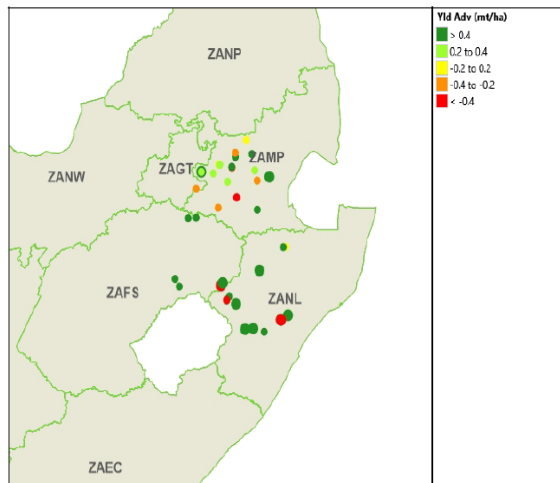 Yld Adv (mt/ha)
> 0.4
0.2 to 0.4
-0.2 to 0.2
-0.4 to -0.2
< -0.4
ZANP
ZAGT
ZAMP
ZANW
ZAFS
ZANL
ZAEC